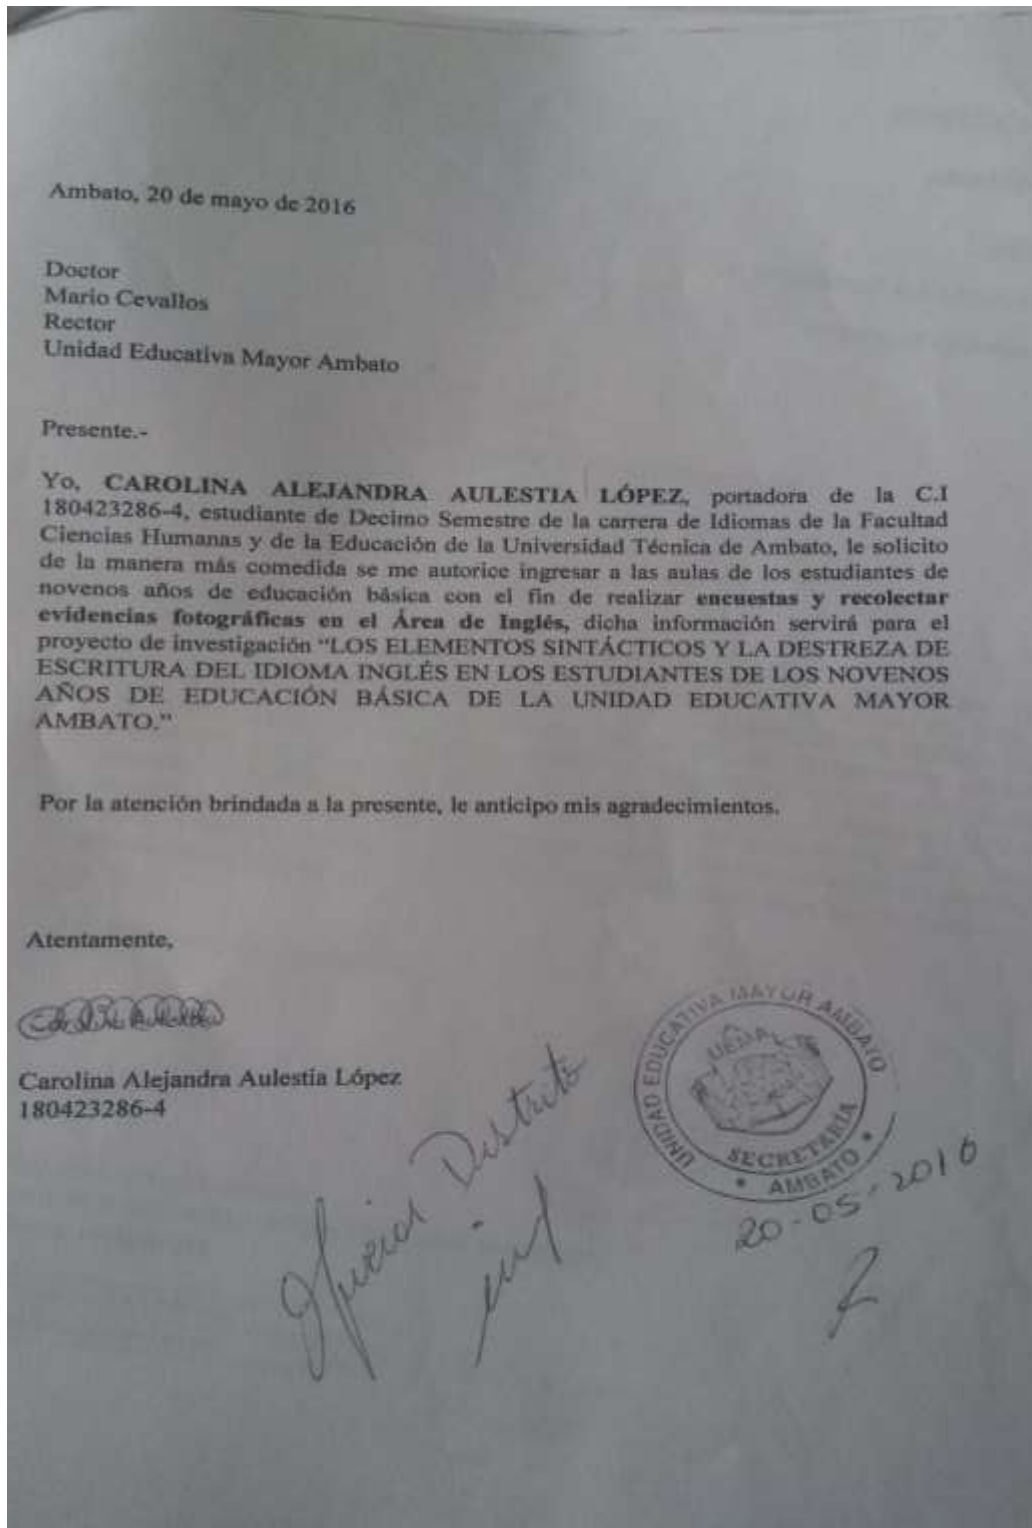 Ambato, 20 de mayo de 2016
Doctor
Mario Cevallos
Rector
Unidad Educativa Mayor Ambato
Presente.-
Yo, CAROLINA ALEJANDRA AULESTIA LÓPEZ, portadora de la C.I
180423286-4, estudiante de Decimo Semestre de la carrera de Idiomas de la Facultad
Ciencias Humanas y de la Educación de la Universidad Técnica de Ambato, le solicito
de la manera más comedida se me autorice ingresar a las aulas de los estudiantes de
novenos años de educación básica con el fin de realizar encuestas y recolectar
evidencias fotográficas en el Área de Inglés, dicha información servirá para el
proyecto de investigación “LOS ELEMENTOS SINTÁCTICOS Y LA DESTREZA DE
ESCRITURA DEL IDIOMA INGLÉS EN LOS ESTUDIANTES DE LOS NOVENOS
AÑOS DE EDUCACIÓN BÁSICA DE LA UNIDAD EDUCATIVA MAYOR
AMBATO.”
Por la atención brindada a la presente, le anticipo mis agradecimientos.
Atentamente,
Carolina Alejandra Aulestia López
180423286-4
UNIDAD EDUCATIVA MAYOR AMBATO
UEMA
SECRETARÍA
AMBATO
20-05-2016
Distrito